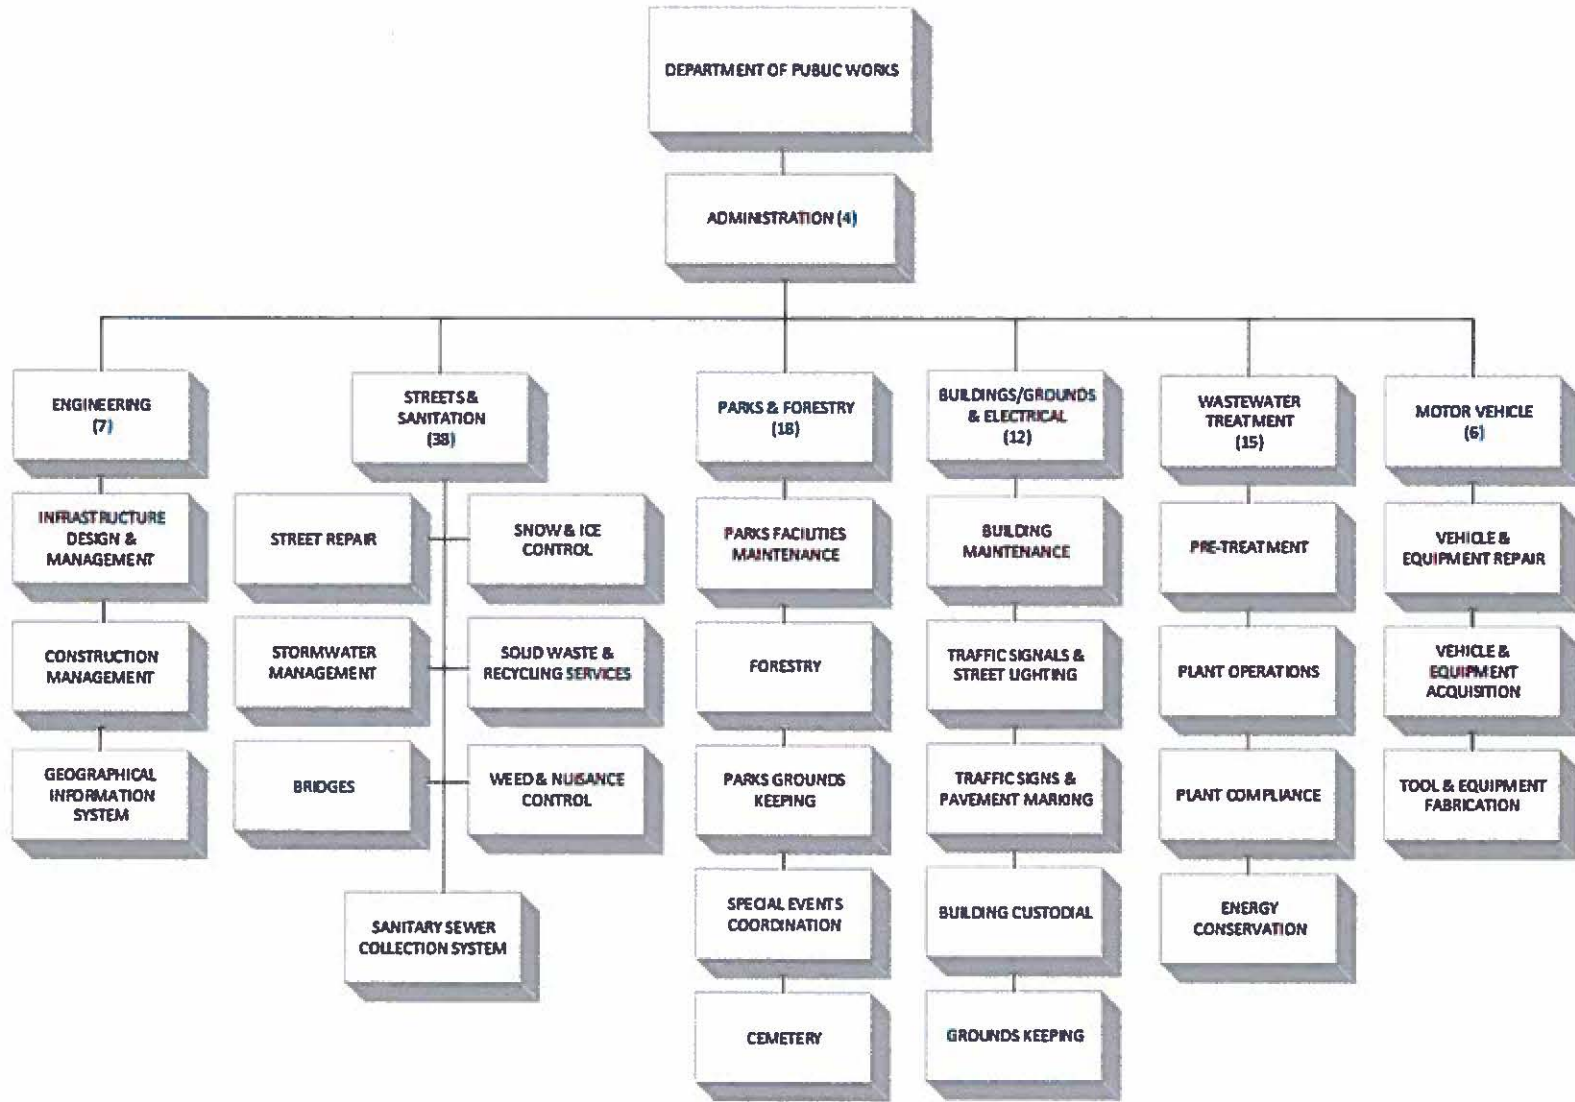 DEPARTMENT OF PUBLIC WORKS
ADMINISTRATION (4)
ENGINEERING
(7)
INFRASTRUCTURE
DESIGN &
MANAGEMENT
CONSTRUCTION
MANAGEMENT
GEOGRAPHICAL
INFORMATION
SYSTEM
STREETS &
SANITATION
(38)
STREET REPAIR
SNOW & ICE
CONTROL
STORMWATER
MANAGEMENT
SOLID WASTE &
RECYCLING SERVICES
BRIDGES
WEED & NUISANCE
CONTROL
SANITARY SEWER
COLLECTION SYSTEM
PARKS & FORESTRY
(18)
PARKS FACILITIES
MAINTENANCE
FORESTRY
PARKS GROUNDS
KEEPING
SPECIAL EVENTS
COORDINATION
CEMETERY
BUILDINGS/GROUNDS
& ELECTRICAL
(12)
BUILDING
MAINTENANCE
TRAFFIC SIGNALS &
STREET LIGHTING
TRAFFIC SIGNS &
PAVEMENT MARKING
BUILDING CUSTODIAL
GROUNDS KEEPING
WASTEWATER
TREATMENT
(15)
PRE-TREATMENT
PLANT OPERATIONS
PLANT COMPLIANCE
ENERGY
CONSERVATION
MOTOR VEHICLE
(6)
VEHICLE &
EQUIPMENT REPAIR
VEHICLE &
EQUIPMENT
ACQUISITION
TOOL & EQUIPMENT
FABRICATION